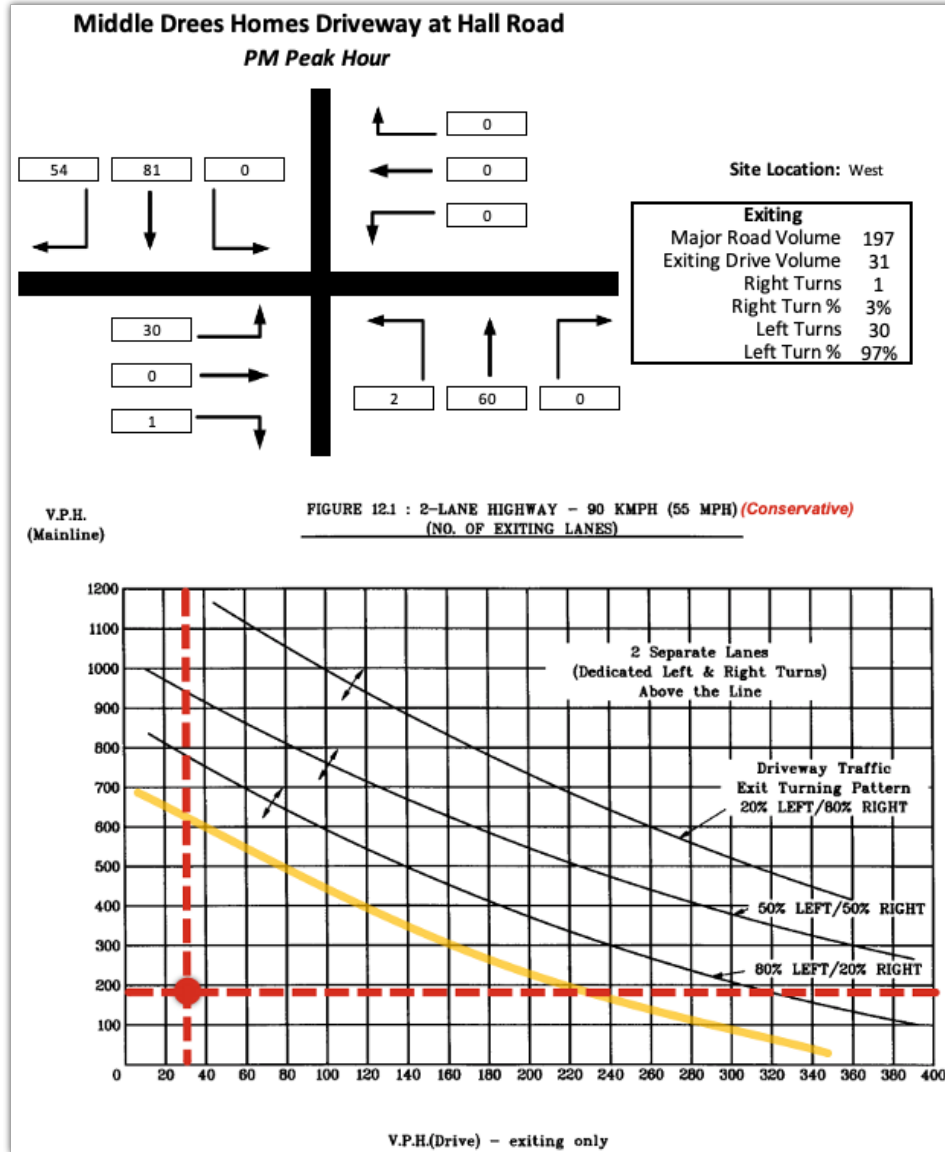 Middle Drees Homes Driveway at Hall Road
PM Peak Hour
0
54 81 0
0
0
30
0
1
2 60 0
Site Location: West
Exiting
Major Road Volume 197
Exiting Drive Volume 31
Right Turns 1
Right Turn % 3%
Left Turns 30
Left Turn % 97%
V.P.H.
(Mainline)
FIGURE 12.1 : 2-LANE HIGHWAY - 90 KMPH (55 MPH) (Conservative)
(NO. OF EXITING LANES)
1200
1100
1000
900
800
700
600
500
400
300
200
100
2 Separate Lanes
(Dedicated Left & Right Turns)
Above the Line
Driveway Traffic
Exit Turning Pattern
20% LEFT/80% RIGHT
50% LEFT/50% RIGHT
80% LEFT/20% RIGHT
0 20 40 60 80 100 120 140 160 180 200 220 240 260 280 300 320 340 360 380 400
V.P.H.(Drive) - exiting only